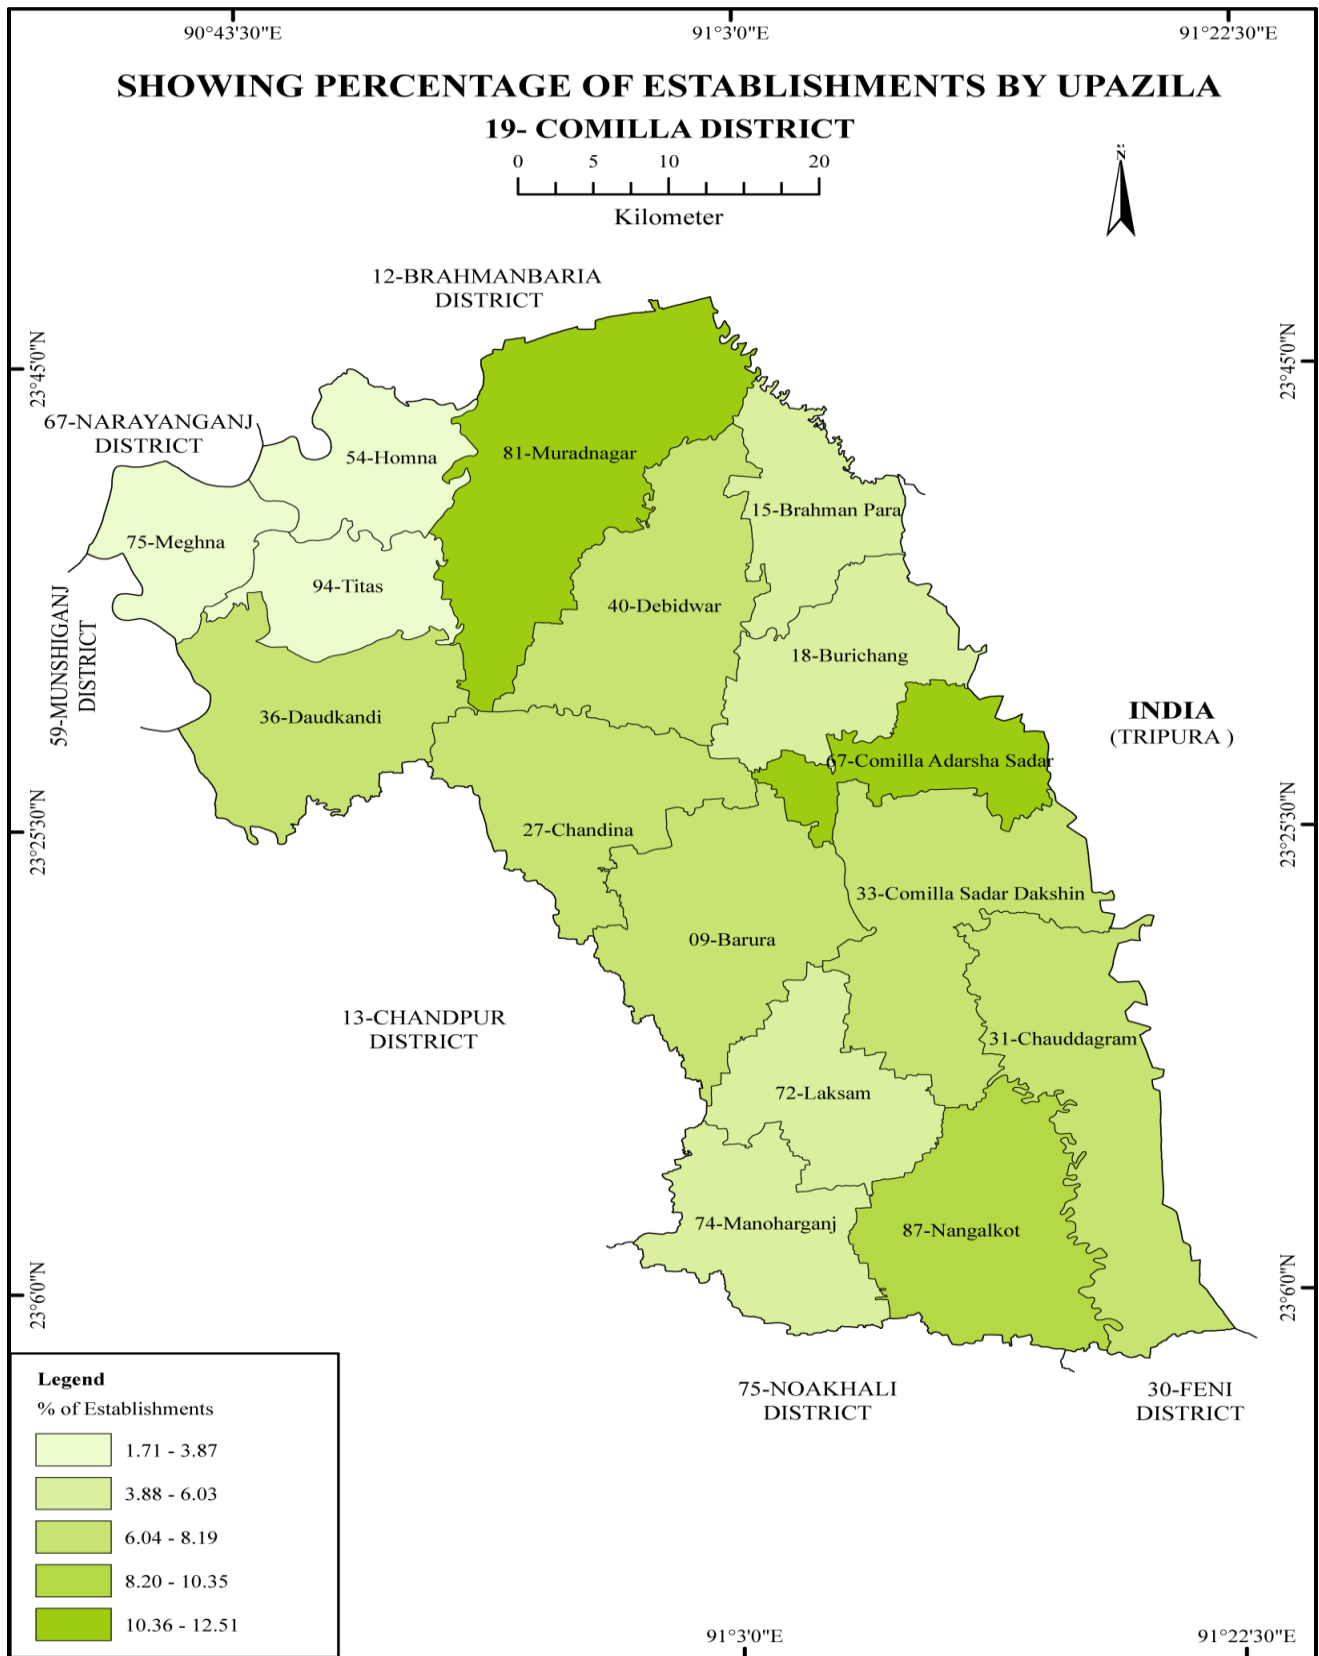 90°43'30"E
91°3'0"E
91°22'30"E
SHOWING PERCENTAGE OF ESTABLISHMENTS BY UPAZILA
19- COMILLA DISTRICT
0 5 10 20
Kilometer
N
12-BRAHMANBARIA
DISTRICT
23°45'0"N
23°45'0"N
67-NARAYANGANJ
DISTRICT
54-Homna
81-Muradnagar
15-Brahman Para
75-Meghna
94-Titas
40-Debidwar
59-MUNSHIGANJ
DISTRICT
18-Burichang
36-Daudkandi
INDIA
(TRIPURA )
67-Comilla Adarsha Sadar
23°25'30"N
23°25'30"N
27-Chandina
33-Comilla Sadar Dakshin
09-Barura
13-CHANDPUR
DISTRICT
31-Chauddagram
72-Laksam
74-Manoharganj
87-Nangalkot
23°6'0"N
23°6'0"N
75-NOAKHALI
DISTRICT
30-FENI
DISTRICT
Legend
% of Establishments
1.71 - 3.87
3.88 - 6.03
6.04 - 8.19
8.20 - 10.35
10.36 - 12.51
91°3'0"E
91°22'30"E